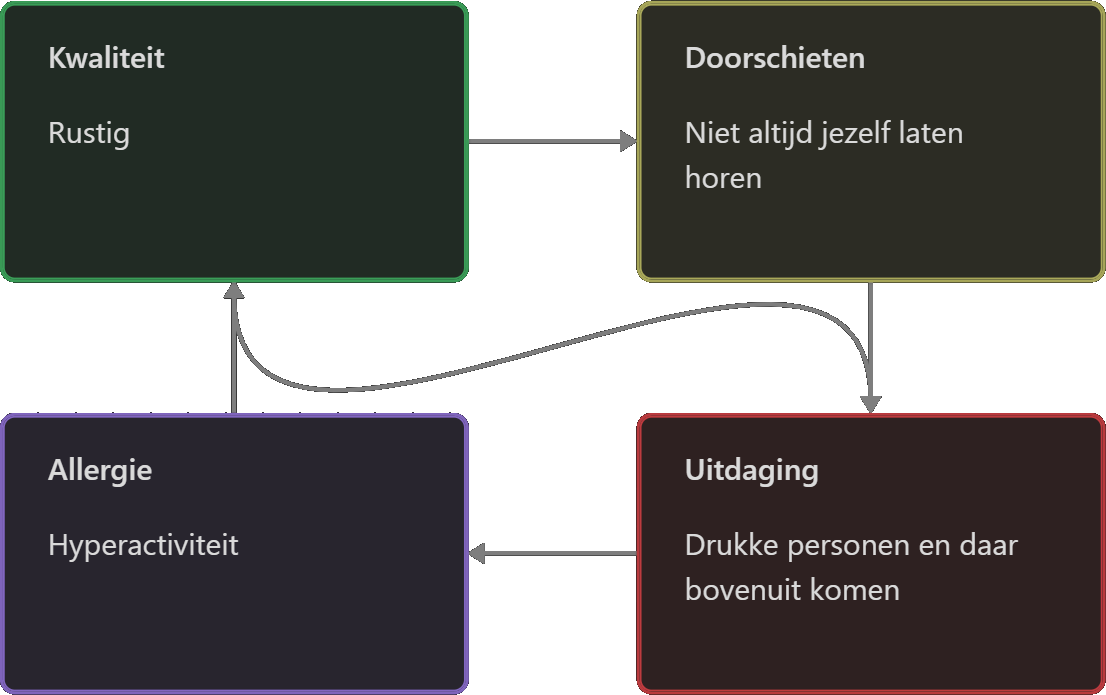 Kwaliteit
Rustig
Doorschieten
Niet altijd jezelf laten
horen
Allergie
Hyperactiviteit
Uitdaging
Drukke personen en daar
bovenuit komen